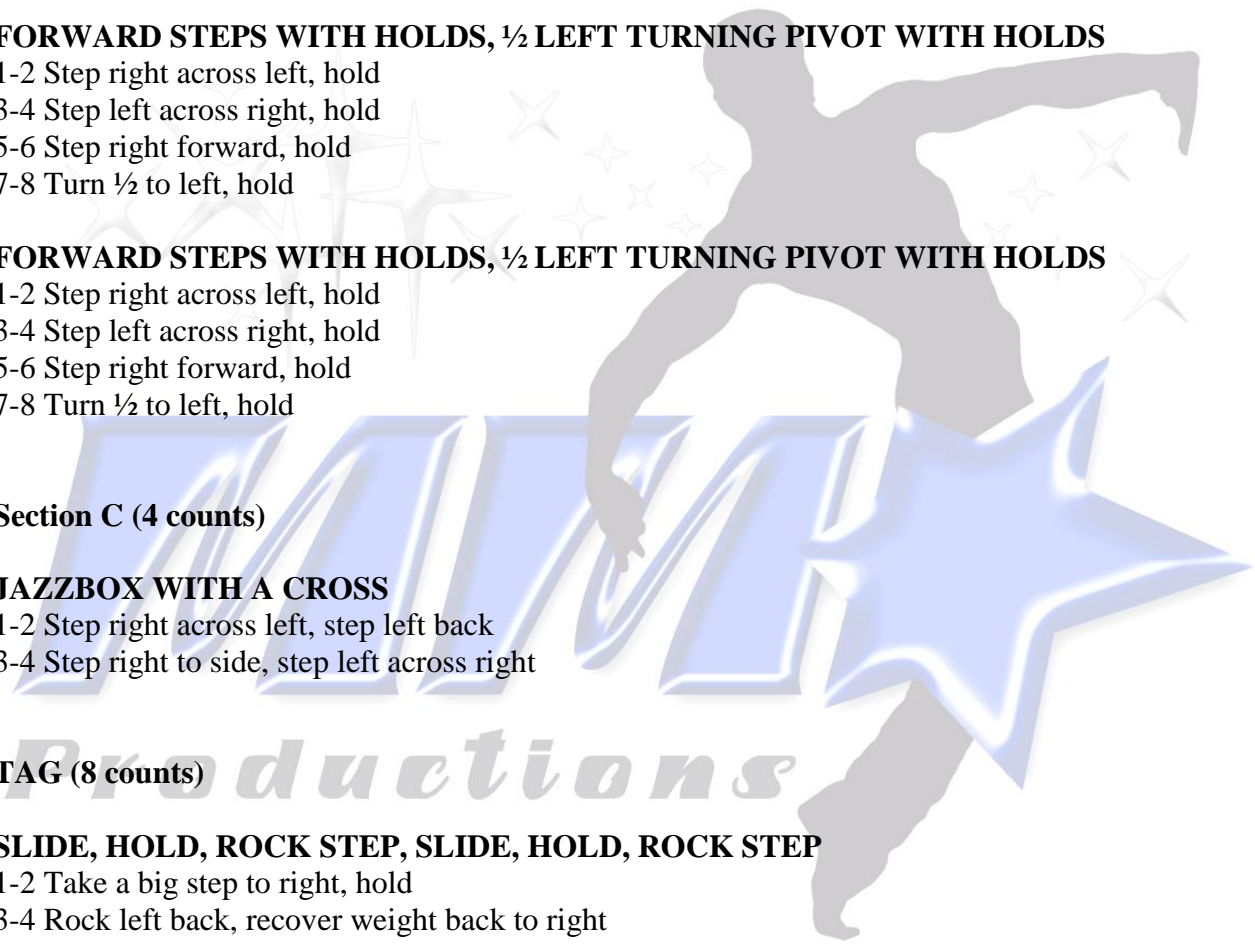 FORWARD STEPS WITH HOLDS, ½ LEFT TURNING PIVOT WITH HOLDS
1-2 Step right across left, hold
3-4 Step left across right, hold
5-6 Step right forward, hold
7-8 Turn ½ to left, hold
FORWARD STEPS WITH HOLDS, ½ LEFT TURNING PIVOT WITH HOLDS
1-2 Step right across left, hold
3-4 Step left across right, hold
5-6 Step right forward, hold
7-8 Turn ½ to left, hold
MM
Section C (4 counts)
JAZZBOX WITH A CROSS
1-2 Step right across left, step left back
3-4 Step right to side, step left across right
Productions
TAG (8 counts)
SLIDE, HOLD, ROCK STEP, SLIDE, HOLD, ROCK STEP
1-2 Take a big step to right, hold
3-4 Rock left back, recover weight back to right